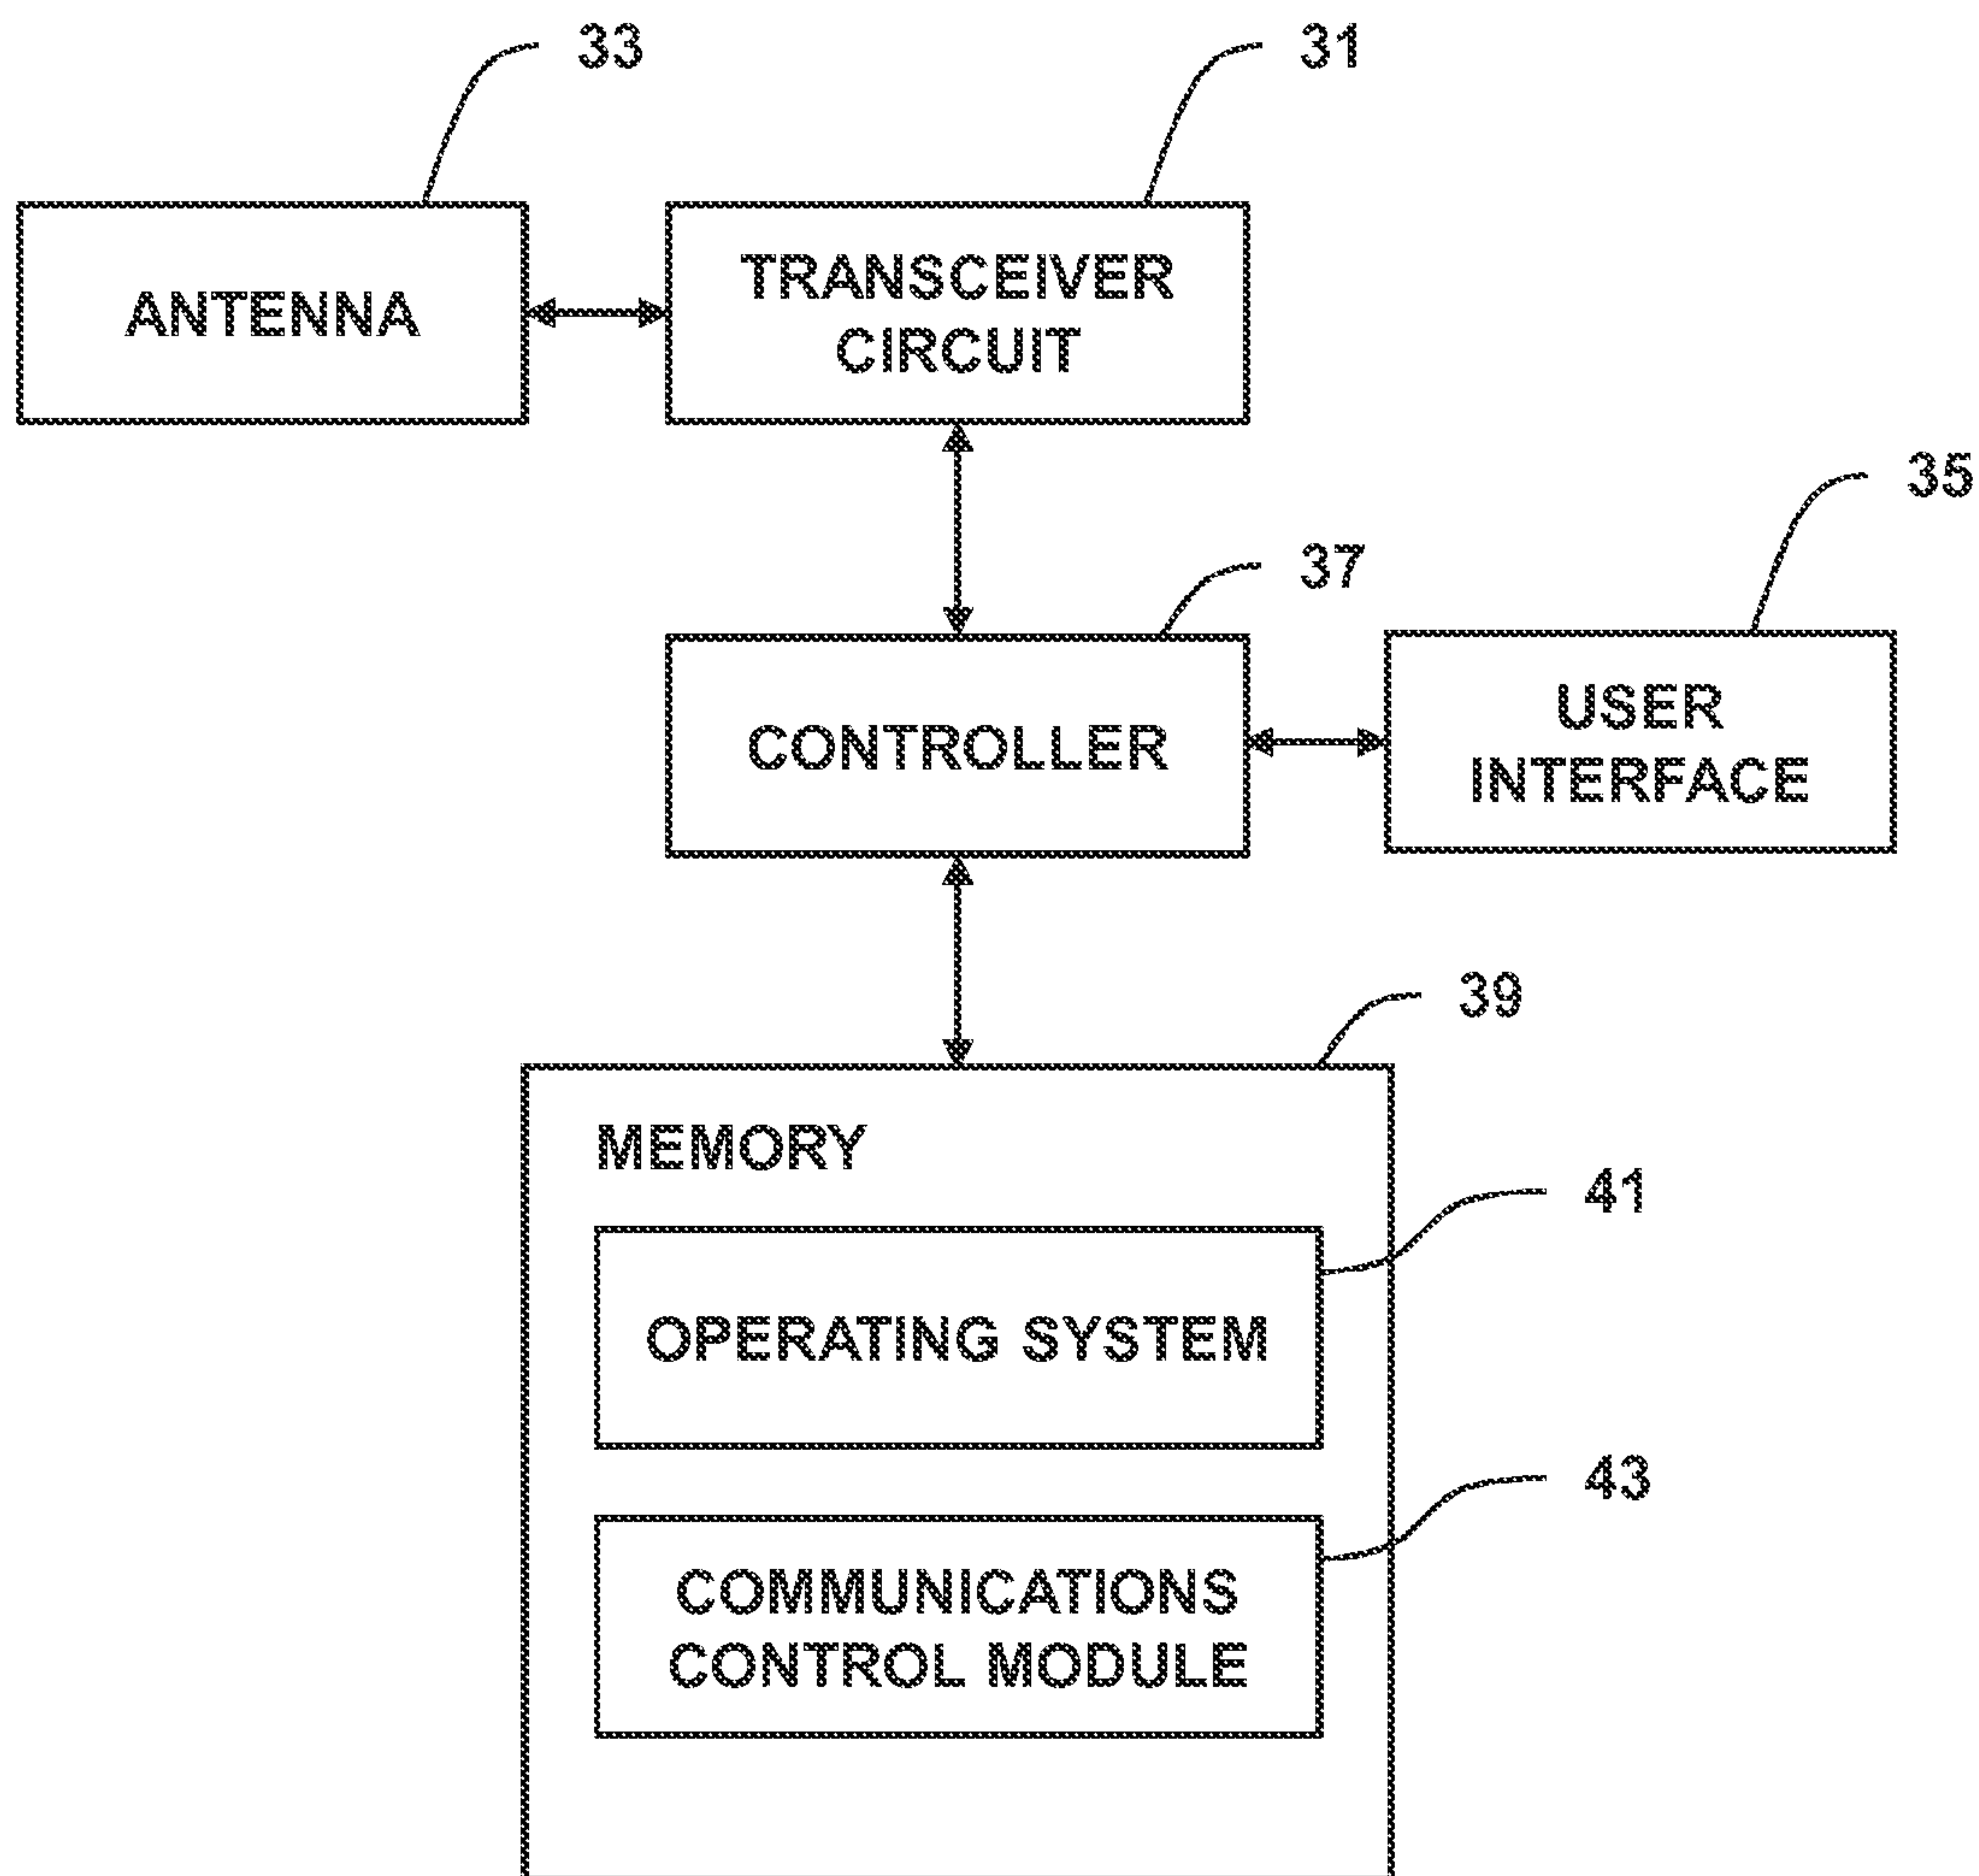 33
31
ANTENNA
TRANSCEIVER
CIRCUIT
35
37
CONTROLLER
USER
INTERFACE
39
MEMORY
41
OPERATING SYSTEM
43
COMMUNICATIONS
CONTROL MODULE